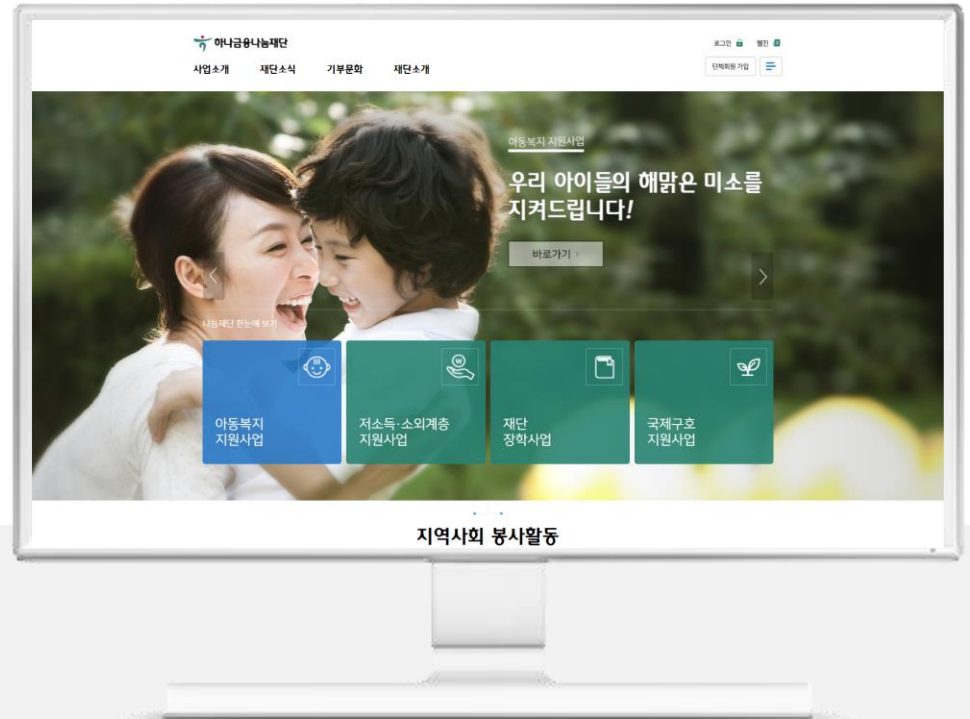 하나금융나눔재단
로그인 웹진
사업소개 재단소식 기부문화 재단소개
단체회원 가입
아동복지 지원사업
우리 아이들의 해맑은 미소를
지켜드립니다!
바로가기 >
나눔재단 한눈에 보기
아동복지
지원사업
저소득·소외계층
지원사업
재단
장학사업
국제구호
지원사업
지역사회 봉사활동